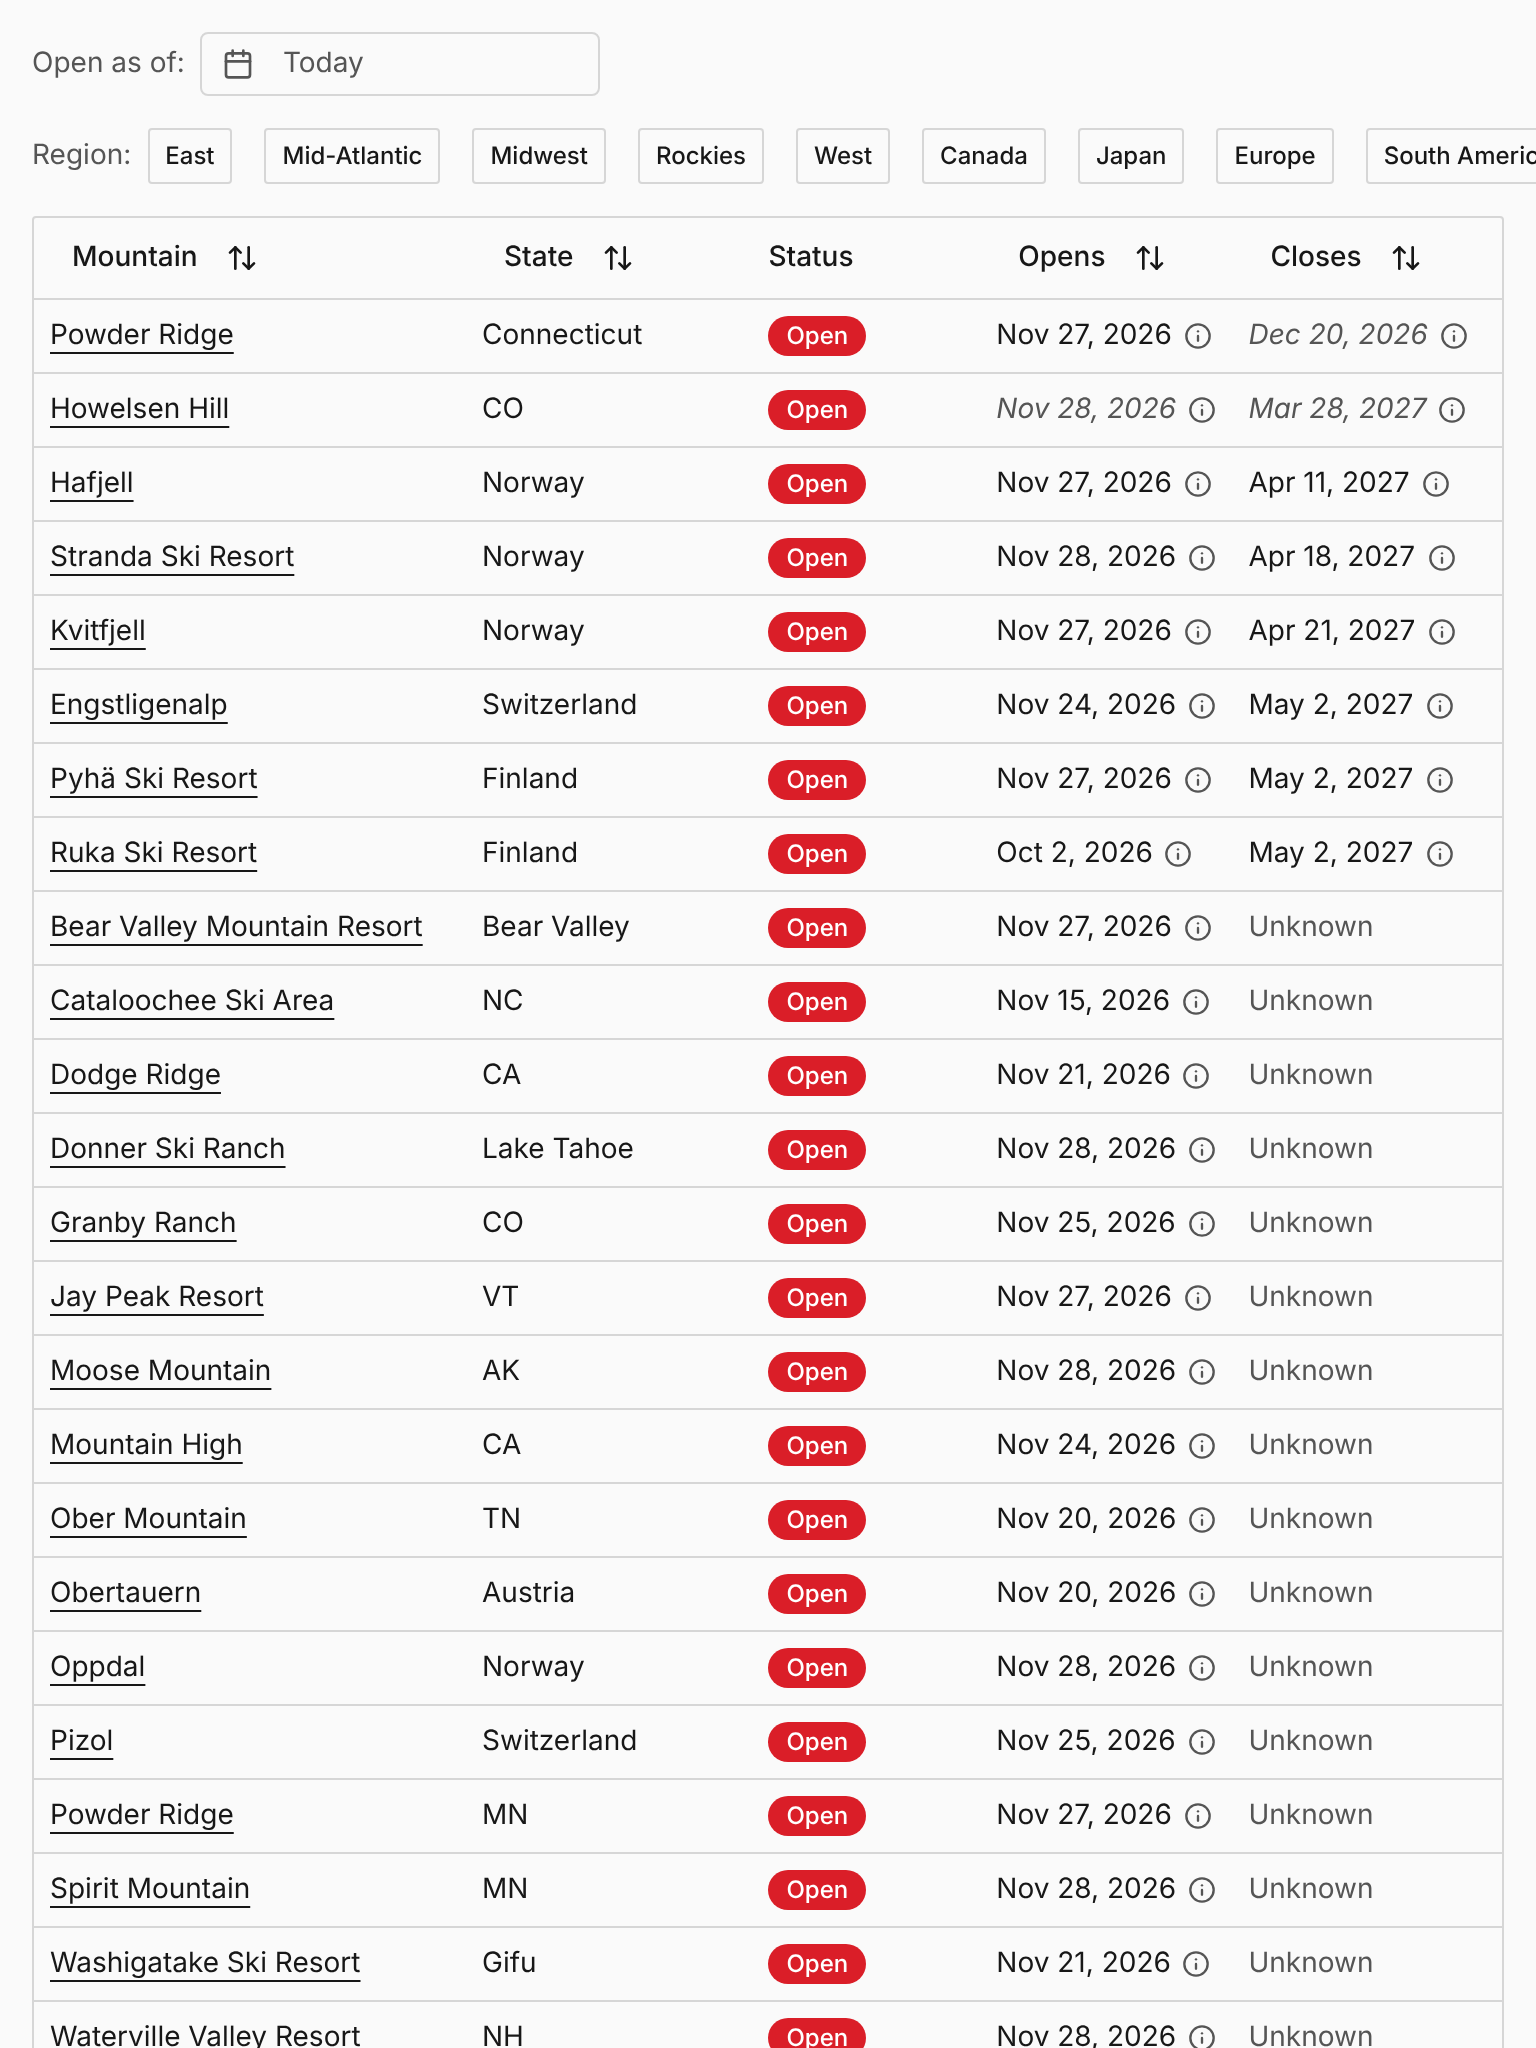 Open as of: Today
Region: East Mid-Atlantic Midwest Rockies West Canada Japan Europe South Americ
Mountain State Status Opens Closes
Powder Ridge Connecticut Open Nov 27, 2026 Dec 20, 2026
Howelsen Hill CO Open Nov 28, 2026 Mar 28, 2027
Hafjell Norway Open Nov 27, 2026 Apr 11, 2027
Stranda Ski Resort Norway Open Nov 28, 2026 Apr 18, 2027
Kvitfjell Norway Open Nov 27, 2026 Apr 21, 2027
Engstligenalp Switzerland Open Nov 24, 2026 May 2, 2027
Pyhä Ski Resort Finland Open Nov 27, 2026 May 2, 2027
Ruka Ski Resort Finland Open Oct 2, 2026 May 2, 2027
Bear Valley Mountain Resort Bear Valley Open Nov 27, 2026 Unknown
Cataloochee Ski Area NC Open Nov 15, 2026 Unknown
Dodge Ridge CA Open Nov 21, 2026 Unknown
Donner Ski Ranch Lake Tahoe Open Nov 28, 2026 Unknown
Granby Ranch CO Open Nov 25, 2026 Unknown
Jay Peak Resort VT Open Nov 27, 2026 Unknown
Moose Mountain AK Open Nov 28, 2026 Unknown
Mountain High CA Open Nov 24, 2026 Unknown
Ober Mountain TN Open Nov 20, 2026 Unknown
Obertauern Austria Open Nov 20, 2026 Unknown
Oppdal Norway Open Nov 28, 2026 Unknown
Pizol Switzerland Open Nov 25, 2026 Unknown
Powder Ridge MN Open Nov 27, 2026 Unknown
Spirit Mountain MN Open Nov 28, 2026 Unknown
Washigatake Ski Resort Gifu Open Nov 21, 2026 Unknown
Waterville Valley Resort NH Open Nov 28, 2026 Unknown